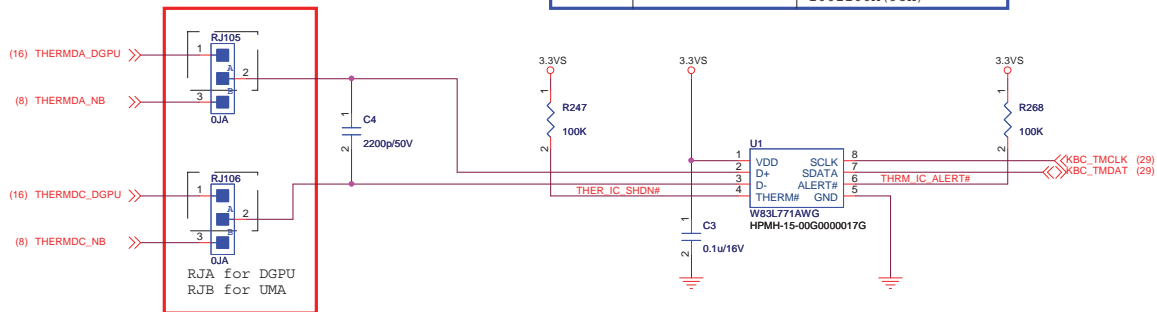 RJ105
(16) THERMDA_DGPU
1
A
2
B
(8) THERMDA_NB
3
0JA
C4
1
2
2200p/50V
3.3VS
1
R247
100K
2
3.3VS
3.3VS
R268
1
100K
2
U1
1 VDD SCLK 8
2 D+ SDATA 7
3 D- ALERT# 6
4 THERM# GND 5
KBC_TMCLK (29)
KBC_TMDAT (29)
THRM_IC_ALERT#
THER_IC_SHDN#
W83L771AWG
HPMH-15-00G0000017G
RJ106
(16) THERMDC_DGPU
1
A
2
B
(8) THERMDC_NB
3
0JA
1
C3
2
0.1u/16V
RJA for DGPU
RJB for UMA